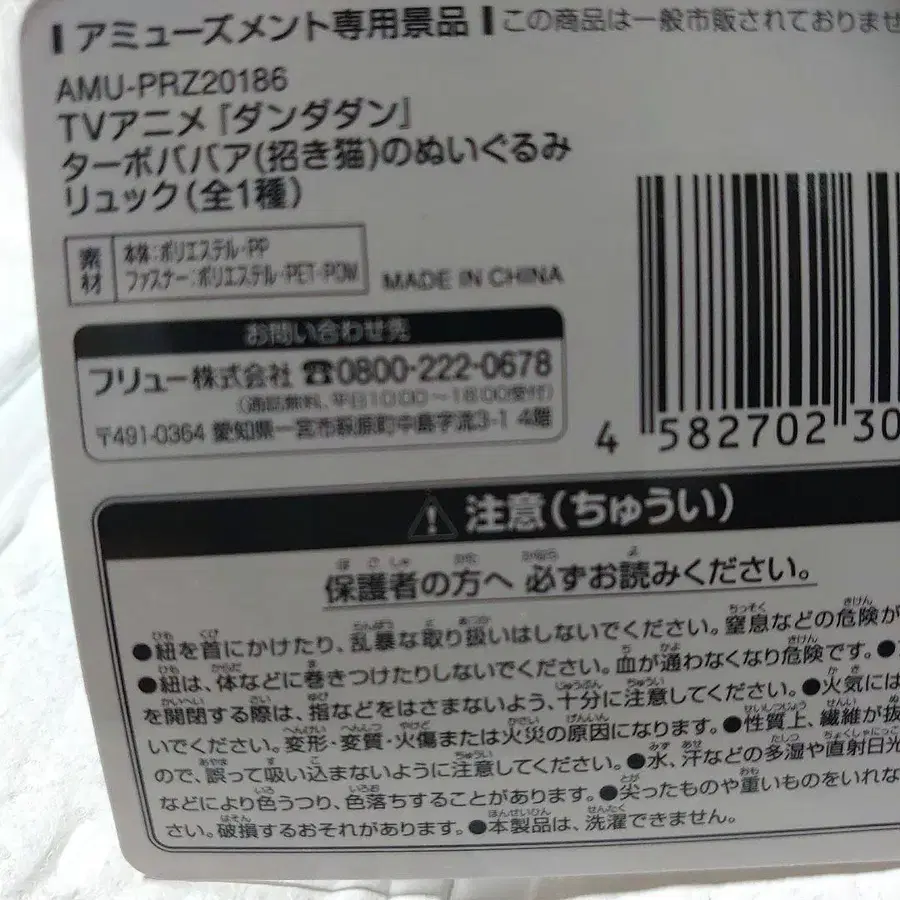 アミューズメント専用景品 この商品は一般市販されておりませ
AMU-PRZ20186
TVアニメ『ダンダダン』
ターボババア(招き猫)のぬいぐるみ
リュック(全1種)
素材 本体:ポリエステル・PP
ファスナー:ポリエステル・PET・POM
MADE IN CHINA
お問い合わせ先
フリュー株式会社 ☎0800-222-0678
(通話無料、平日10:00～18:00受付)
〒491-0364 愛知県一宮市萩原町中島字流3-1 4階
4 582702 30
注意(ちゅうい)
保護者の方へ 必ずお読みください。
●紐を首にかけたり、乱暴な取り扱いはしないでください。窒息などの危険が
●紐は、体などに巻きつけたりしないでください。血が通わなくなり危険です。●
を開閉する際は、指などをはさまないよう、十分に注意してください。●火気には
いでください。変形・変質・火傷または火災の原因になります。●性質上、繊維が抜
ので、誤って吸い込まないように注意してください。●水、汗などの多湿や直射日光
などにより色うつり、色落ちすることがあります。●尖ったものや重いものをいれな
さい。破損するおそれがあります。●本製品は、洗濯できません。